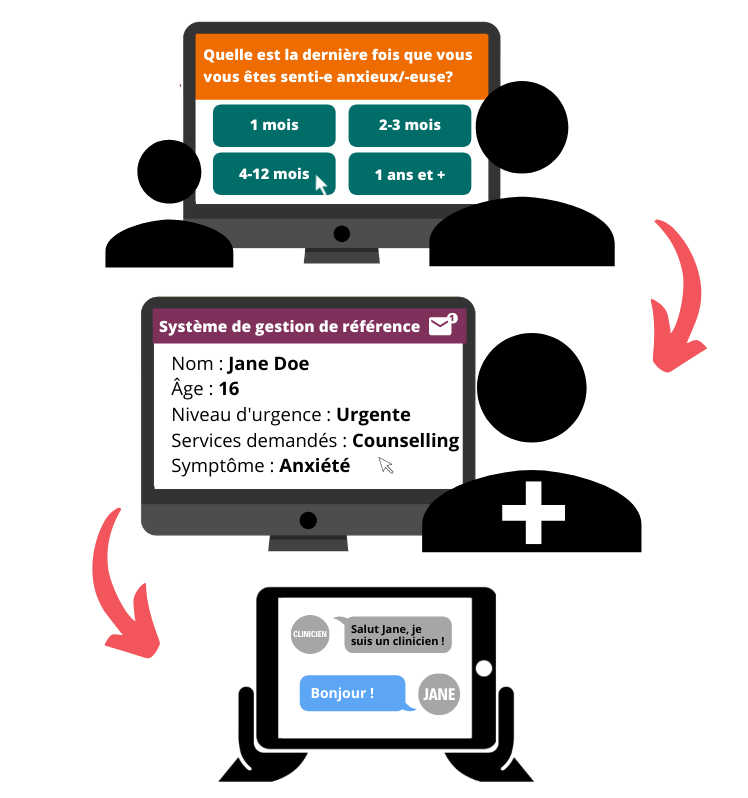 Quelle est la dernière fois que vous
vous êtes senti-e anxieux/-euse?
1 mois
2-3 mois
4-12 mois
1 ans et +
Système de gestion de référence
1
Nom : Jane Doe
Âge : 16
Niveau d'urgence : Urgente
Services demandés : Counselling
Symptôme : Anxiété
CLINICIEN
Salut Jane, je
suis un clinicien !
Bonjour !
JANE